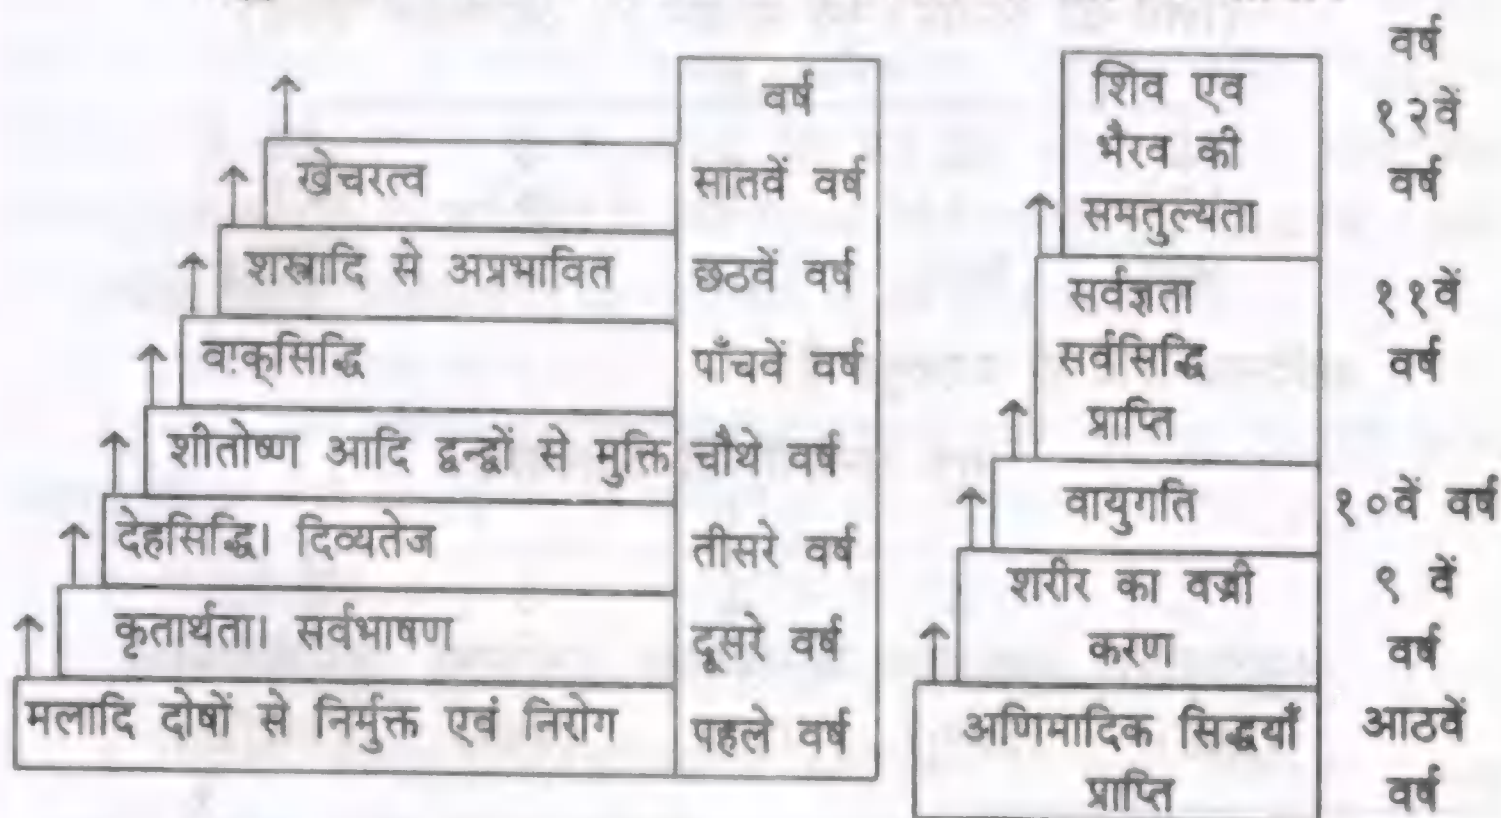 वर्ष
खेचरत्व सातवें वर्ष
शस्त्रादि से अप्रभावित छठवें वर्ष
वाक्सिद्धि पाँचवें वर्ष
शीतोष्ण आदि द्वन्द्वों से मुक्ति चौथे वर्ष
देहसिद्धि। दिव्यतेज तीसरे वर्ष
कृतार्थता। सर्वभाषण दूसरे वर्ष
मलादि दोषों से निर्मुक्त एवं निरोग पहले वर्ष
वर्ष
शिव एव १२वें
भैरव की वर्ष
समतुल्यता
सर्वज्ञता ११वें
सर्वसिद्धि वर्ष
प्राप्ति
वायुगति १०वें वर्ष
शरीर का वज्री ९ वें
करण वर्ष
अणिमादिक सिद्धयाँ आठवें
प्राप्ति वर्ष